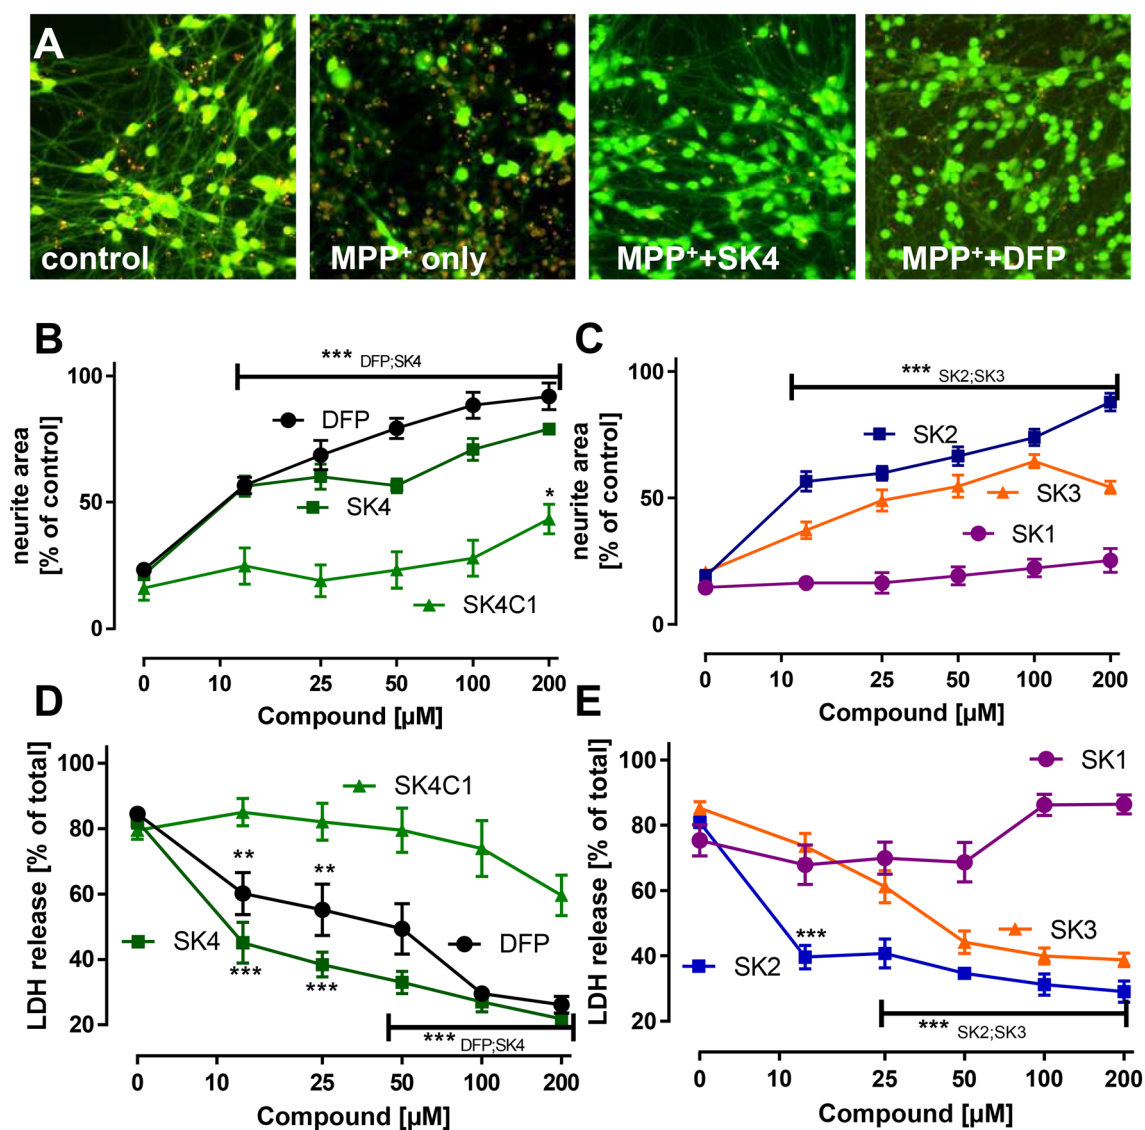 A
control
MPP⁺ only
MPP⁺+SK4
MPP⁺+DFP
B
*** DFP;SK4
100
50
0
neurite area
[% of control]
DFP
SK4
*
SK4C1
0 10 25 50 100 200
Compound [µM]
C
*** SK2;SK3
100
50
0
neurite area
[% of control]
SK2
SK3
SK1
0 10 25 50 100 200
Compound [µM]
D
100
80
60
40
20
LDH release [% of total]
SK4C1
** **
SK4
DFP
*** ***
*** DFP;SK4
0 10 25 50 100 200
Compound [µM]
E
100
80
60
40
20
LDH release [% of total]
SK1
***
SK3
SK2
*** SK2;SK3
0 10 25 50 100 200
Compound [µM]